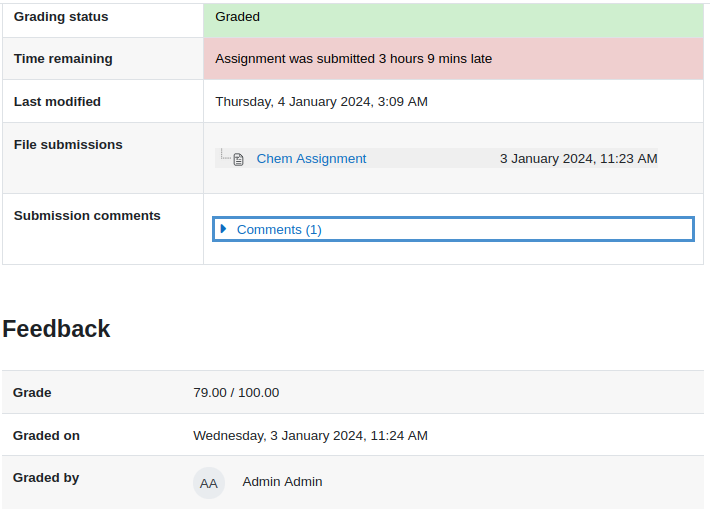 Grading status Graded
Time remaining Assignment was submitted 3 hours 9 mins late
Last modified Thursday, 4 January 2024, 3:09 AM
File submissions
Chem Assignment 3 January 2024, 11:23 AM
Submission comments
Comments (1)
Feedback
Grade 79.00 / 100.00
Graded on Wednesday, 3 January 2024, 11:24 AM
Graded by
AA Admin Admin